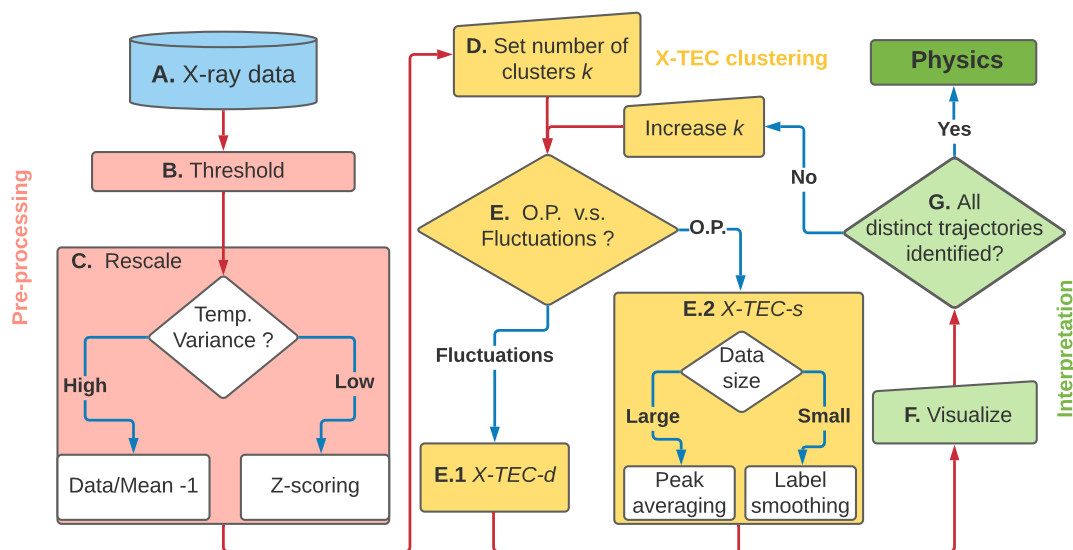 A. X-ray data
B. Threshold
Pre-processing
C. Rescale
Temp.
Variance ?
High
Low
Data/Mean -1
Z-scoring
D. Set number of
clusters k
X-TEC clustering
Increase k
E. O.P. v.s.
Fluctuations ?
O.P.
Fluctuations
E.1 X-TEC-d
E.2 X-TEC-s
Data
size
Large
Small
Peak
averaging
Label
smoothing
Physics
Yes
No
G. All
distinct trajectories
identified?
Interpretation
F. Visualize